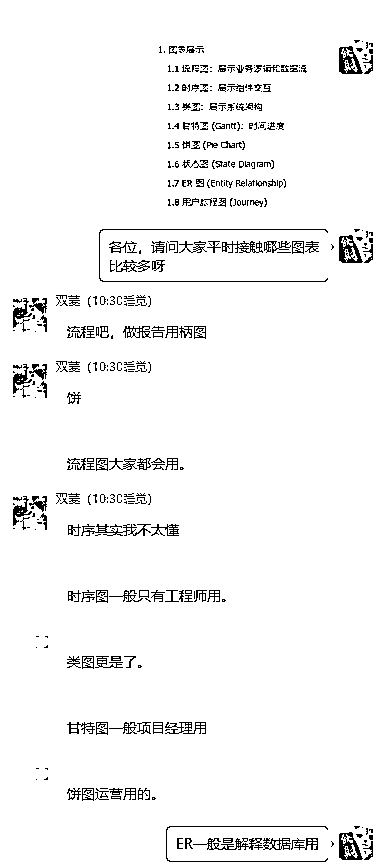 1. 图表展示
1.1 流程图：展示业务逻辑和数据流
1.2 时序图：展示组件交互
1.3 类图：展示系统架构
1.4 甘特图 (Gantt)：时间进度
1.5 饼图 (Pie Chart)
1.6 状态图 (State Diagram)
1.7 ER 图 (Entity Relationship)
1.8 用户旅程图 (Journey)
各位，请问大家平时接触哪些图表
比较多呀
双菱（10:30睡觉）
流程吧，做报告用柄图
双菱（10:30睡觉）
饼
流程图大家都会用。
双菱（10:30睡觉）
时序其实我不太懂
时序图一般只有工程师用。
类图更是了。
甘特图一般项目经理用
饼图运营用的。
ER一般是解释数据库用